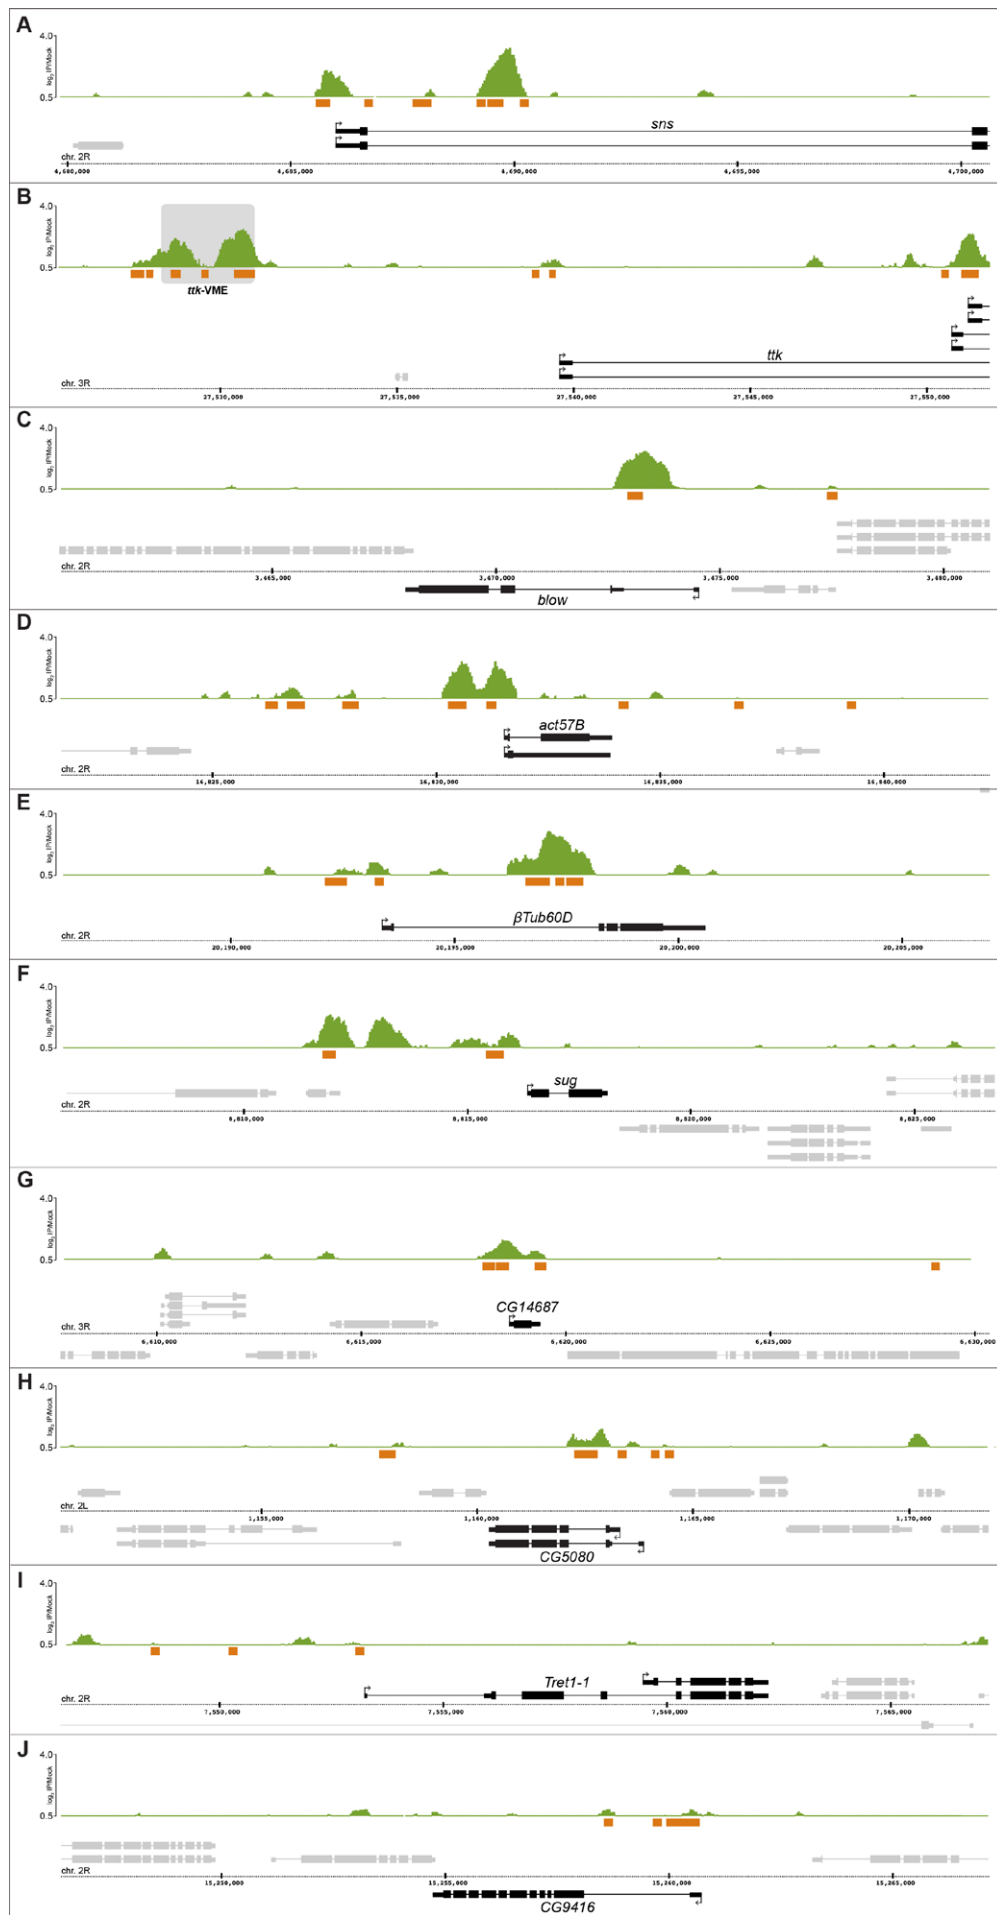 A
4.0
log2 IP/Mock
0.5
sns
chr. 2R
4,680,000 4,685,000 4,690,000 4,695,000 4,700,000
B
4.0
log2 IP/Mock
0.5
ttk-VME
ttk
chr. 3R
27,530,000 27,535,000 27,540,000 27,545,000 27,550,000
C
4.0
log2 IP/Mock
0.5
chr. 2R
3,465,000 3,470,000 3,475,000 3,480,000
blow
D
4.0
log2 IP/Mock
0.5
act57B
chr. 2R
16,825,000 16,830,000 16,835,000 16,840,000
E
4.0
log2 IP/Mock
0.5
βTub60D
chr. 2R
20,190,000 20,195,000 20,200,000 20,205,000
F
4.0
log2 IP/Mock
0.5
sug
chr. 2R
8,810,000 8,815,000 8,820,000 8,825,000
G
4.0
log2 IP/Mock
0.5
CG14687
chr. 3R
6,610,000 6,615,000 6,620,000 6,625,000 6,630,000
H
4.0
log2 IP/Mock
0.5
chr. 2L
1,155,000 1,160,000 1,165,000 1,170,000
CG5080
I
4.0
log2 IP/Mock
0.5
Tret1-1
chr. 2R
7,550,000 7,555,000 7,560,000 7,565,000
J
4.0
log2 IP/Mock
0.5
chr. 2R
15,250,000 15,255,000 15,260,000 15,265,000
CG9416